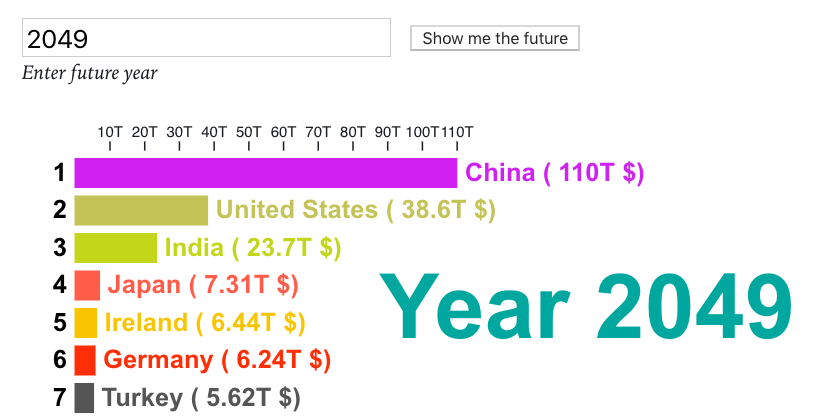 2049
Show me the future
Enter future year
10T 20T 30T 40T 50T 60T 70T 80T 90T 100T 110T
1 China ( 110T $)
2 United States ( 38.6T $)
3 India ( 23.7T $)
4 Japan ( 7.31T $)
5 Ireland ( 6.44T $)
Year 2049
6 Germany ( 6.24T $)
7 Turkey ( 5.62T $)